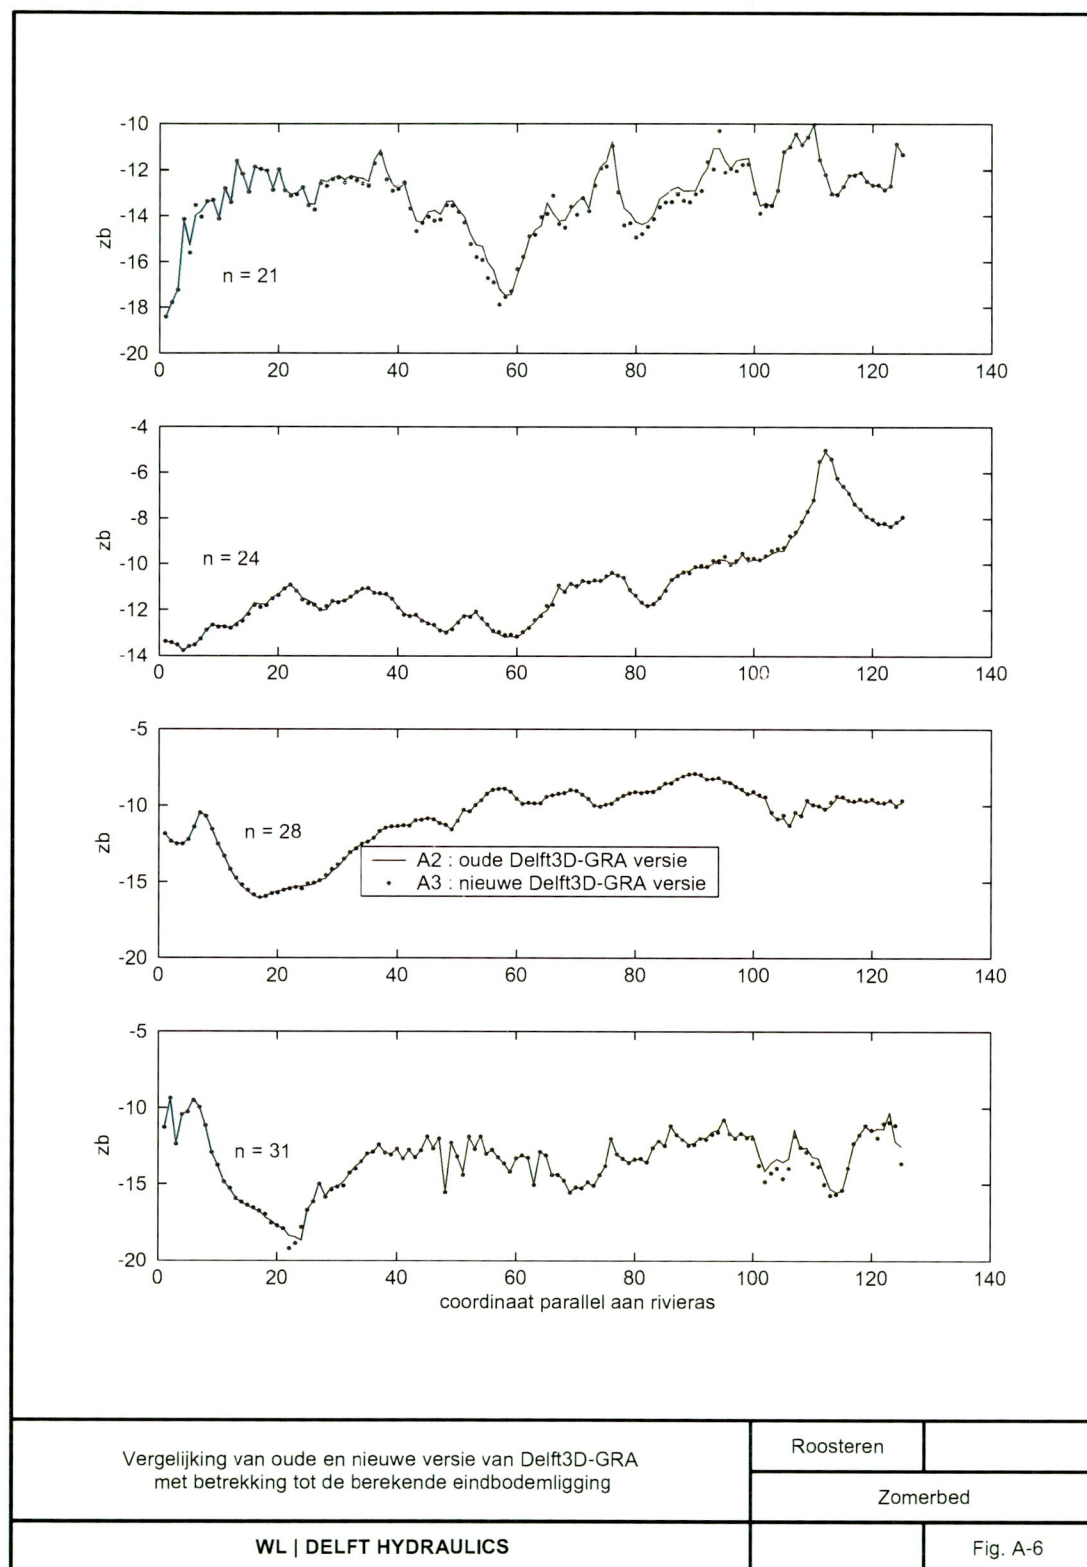 -10
-12
-14
-16
-18
-20
zb
n = 21
0 20 40 60 80 100 120 140
-4
-6
-8
-10
-12
-14
zb
n = 24
0 20 40 60 80 100 120 140
-5
-10
-15
-20
zb
n = 28
A2 : oude Delft3D-GRA versie
A3 : nieuwe Delft3D-GRA versie
0 20 40 60 80 100 120 140
-5
-10
-15
-20
zb
n = 31
0 20 40 60 80 100 120 140
coordinaat parallel aan rivieras
Vergelijking van oude en nieuwe versie van Delft3D-GRA
met betrekking tot de berekende eindbodemligging
Roosteren
Zomerbed
WL | DELFT HYDRAULICS
Fig. A-6